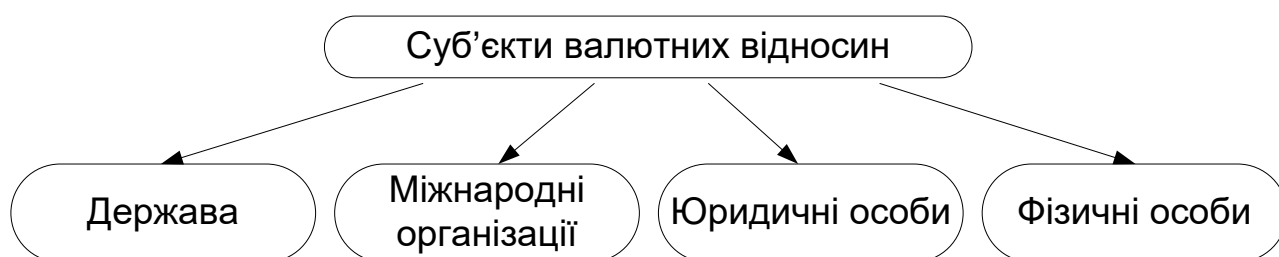 Суб’єкти валютних відносин
Держава
Міжнародні
організації
Юридичні особи
Фізичні особи